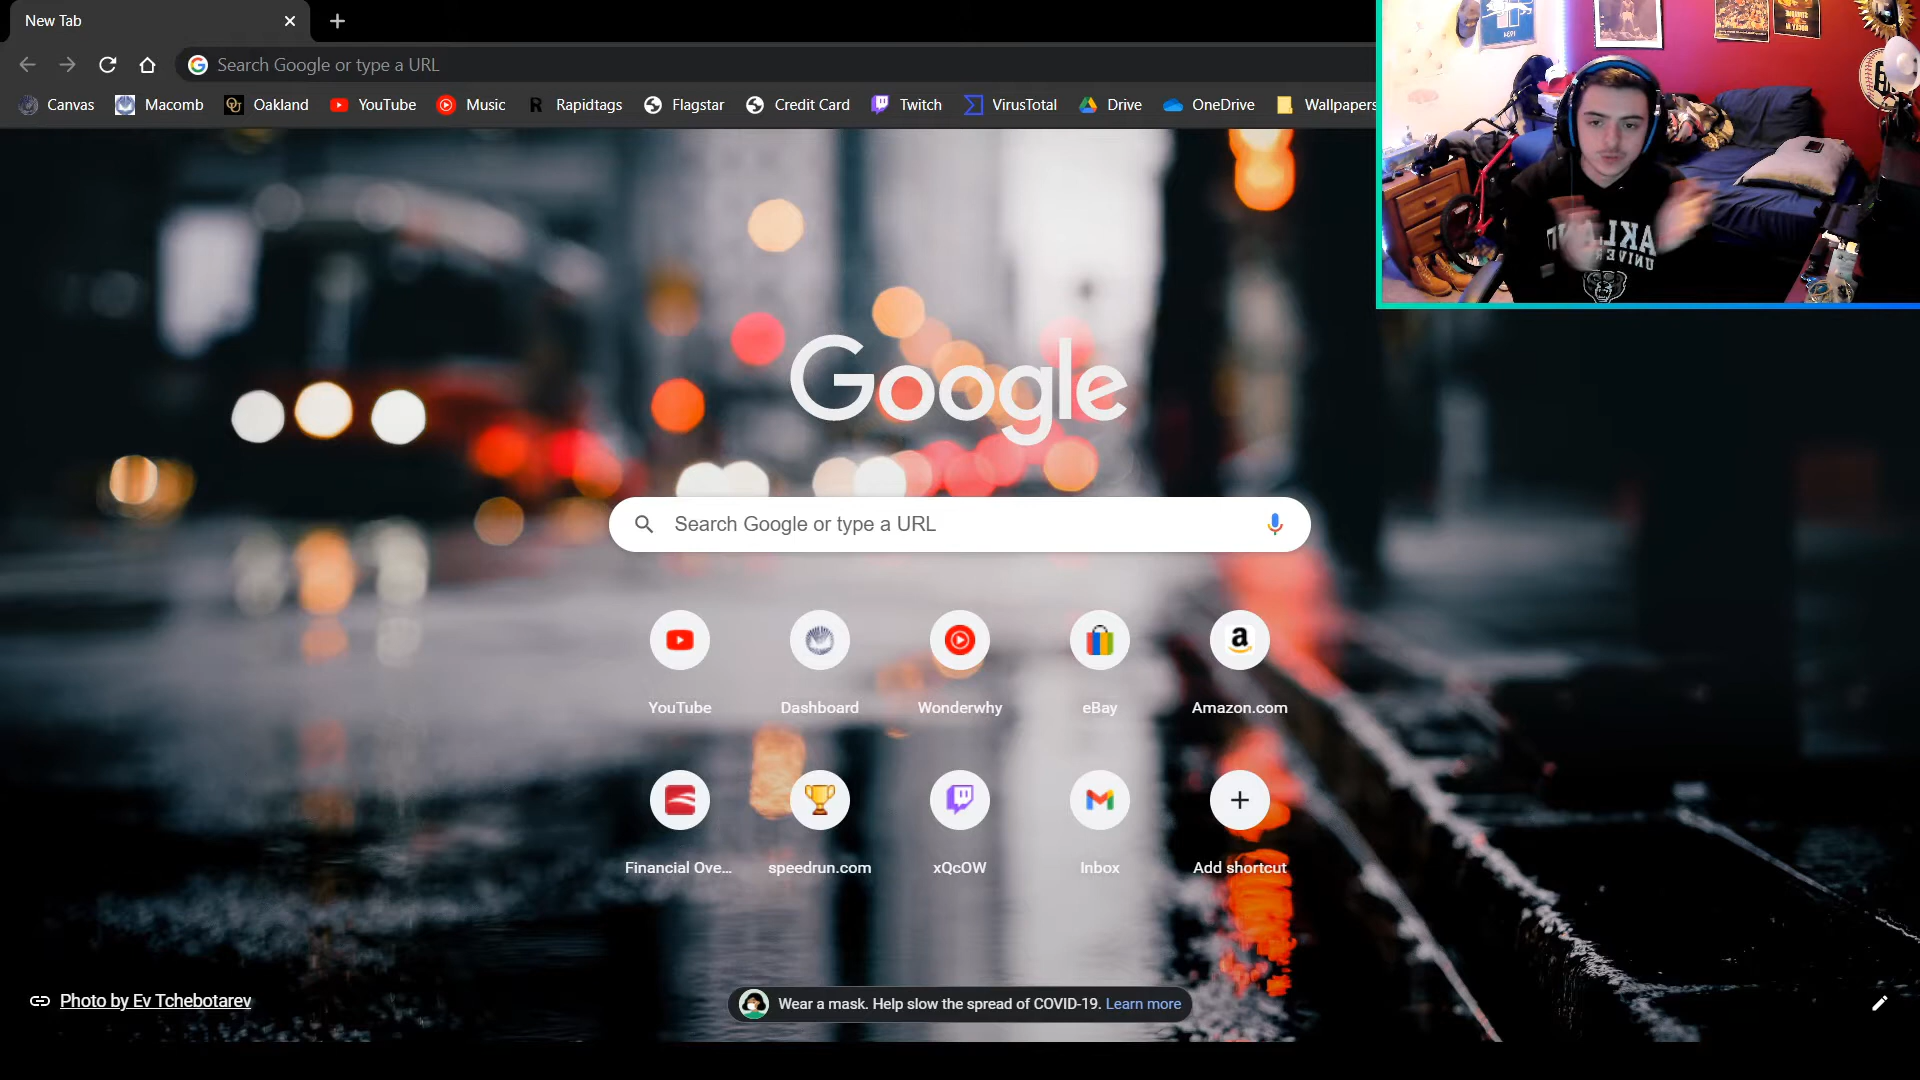 New Tab
Search Google or type a URL
Canvas Macomb Oakland YouTube Music Rapidtags Flagstar Credit Card Twitch VirusTotal Drive OneDrive Wallpapers
Google
Search Google or type a URL
YouTube Dashboard Wonderwhy eBay Amazon.com
Financial Ove... speedrun.com xQcOW Inbox Add shortcut
Photo by Ev Tchebotarev
Wear a mask. Help slow the spread of COVID-19. Learn more